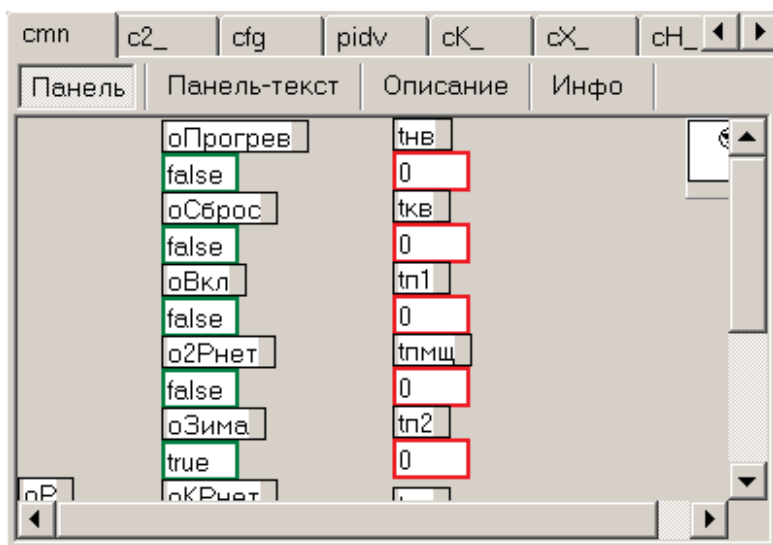 cmn c2_ cfg pidv cK_ cX_ cH_
Панель Панель-текст Описание Инфо
оПрогрев tнв
false 0
оСброс tкв
false 0
оВкл tп1
false 0
о2Рнет tпмщ
false 0
оЗима tп2
true 0
оР оКРнет